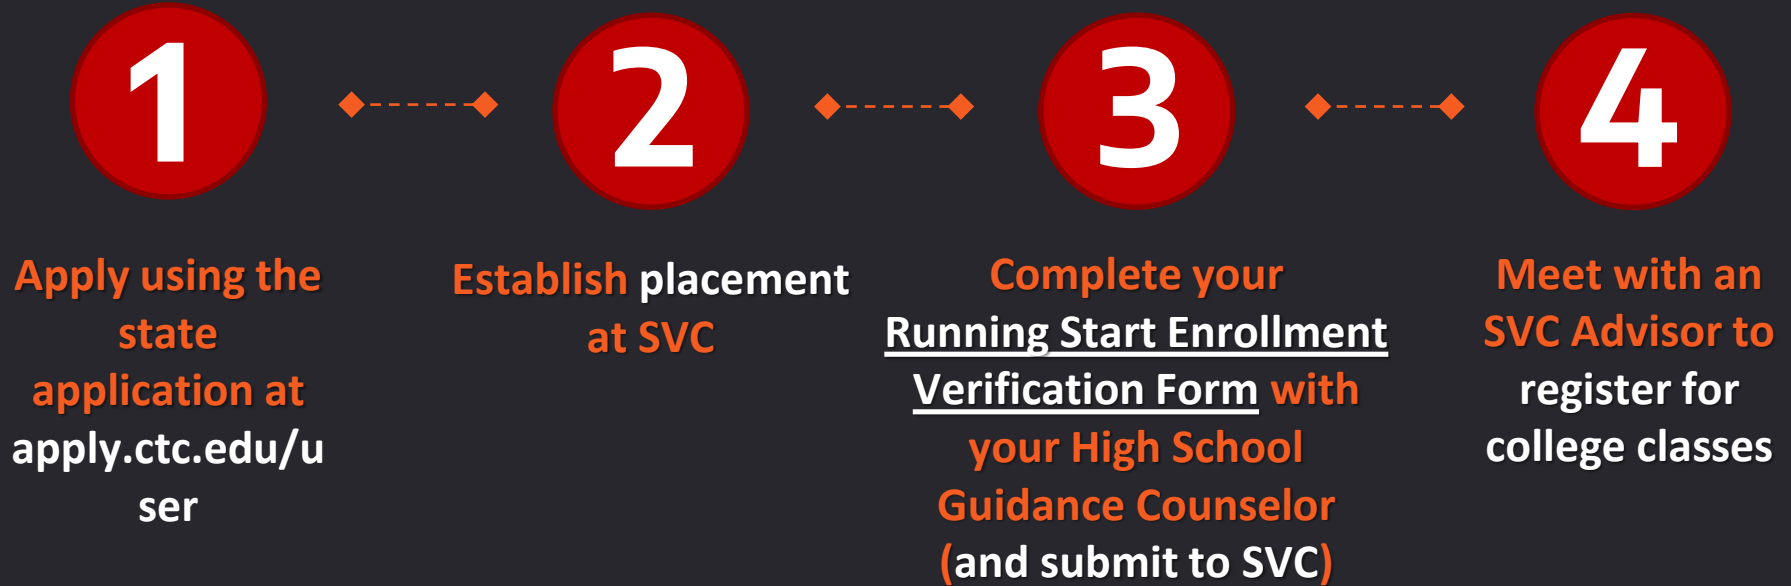 1
Apply using the
state
application at
apply.ctc.edu/u
ser
2
Establish placement
at SVC
3
Complete your
Running Start Enrollment
Verification Form with
your High School
Guidance Counselor
(and submit to SVC)
4
Meet with an
SVC Advisor to
register for
college classes